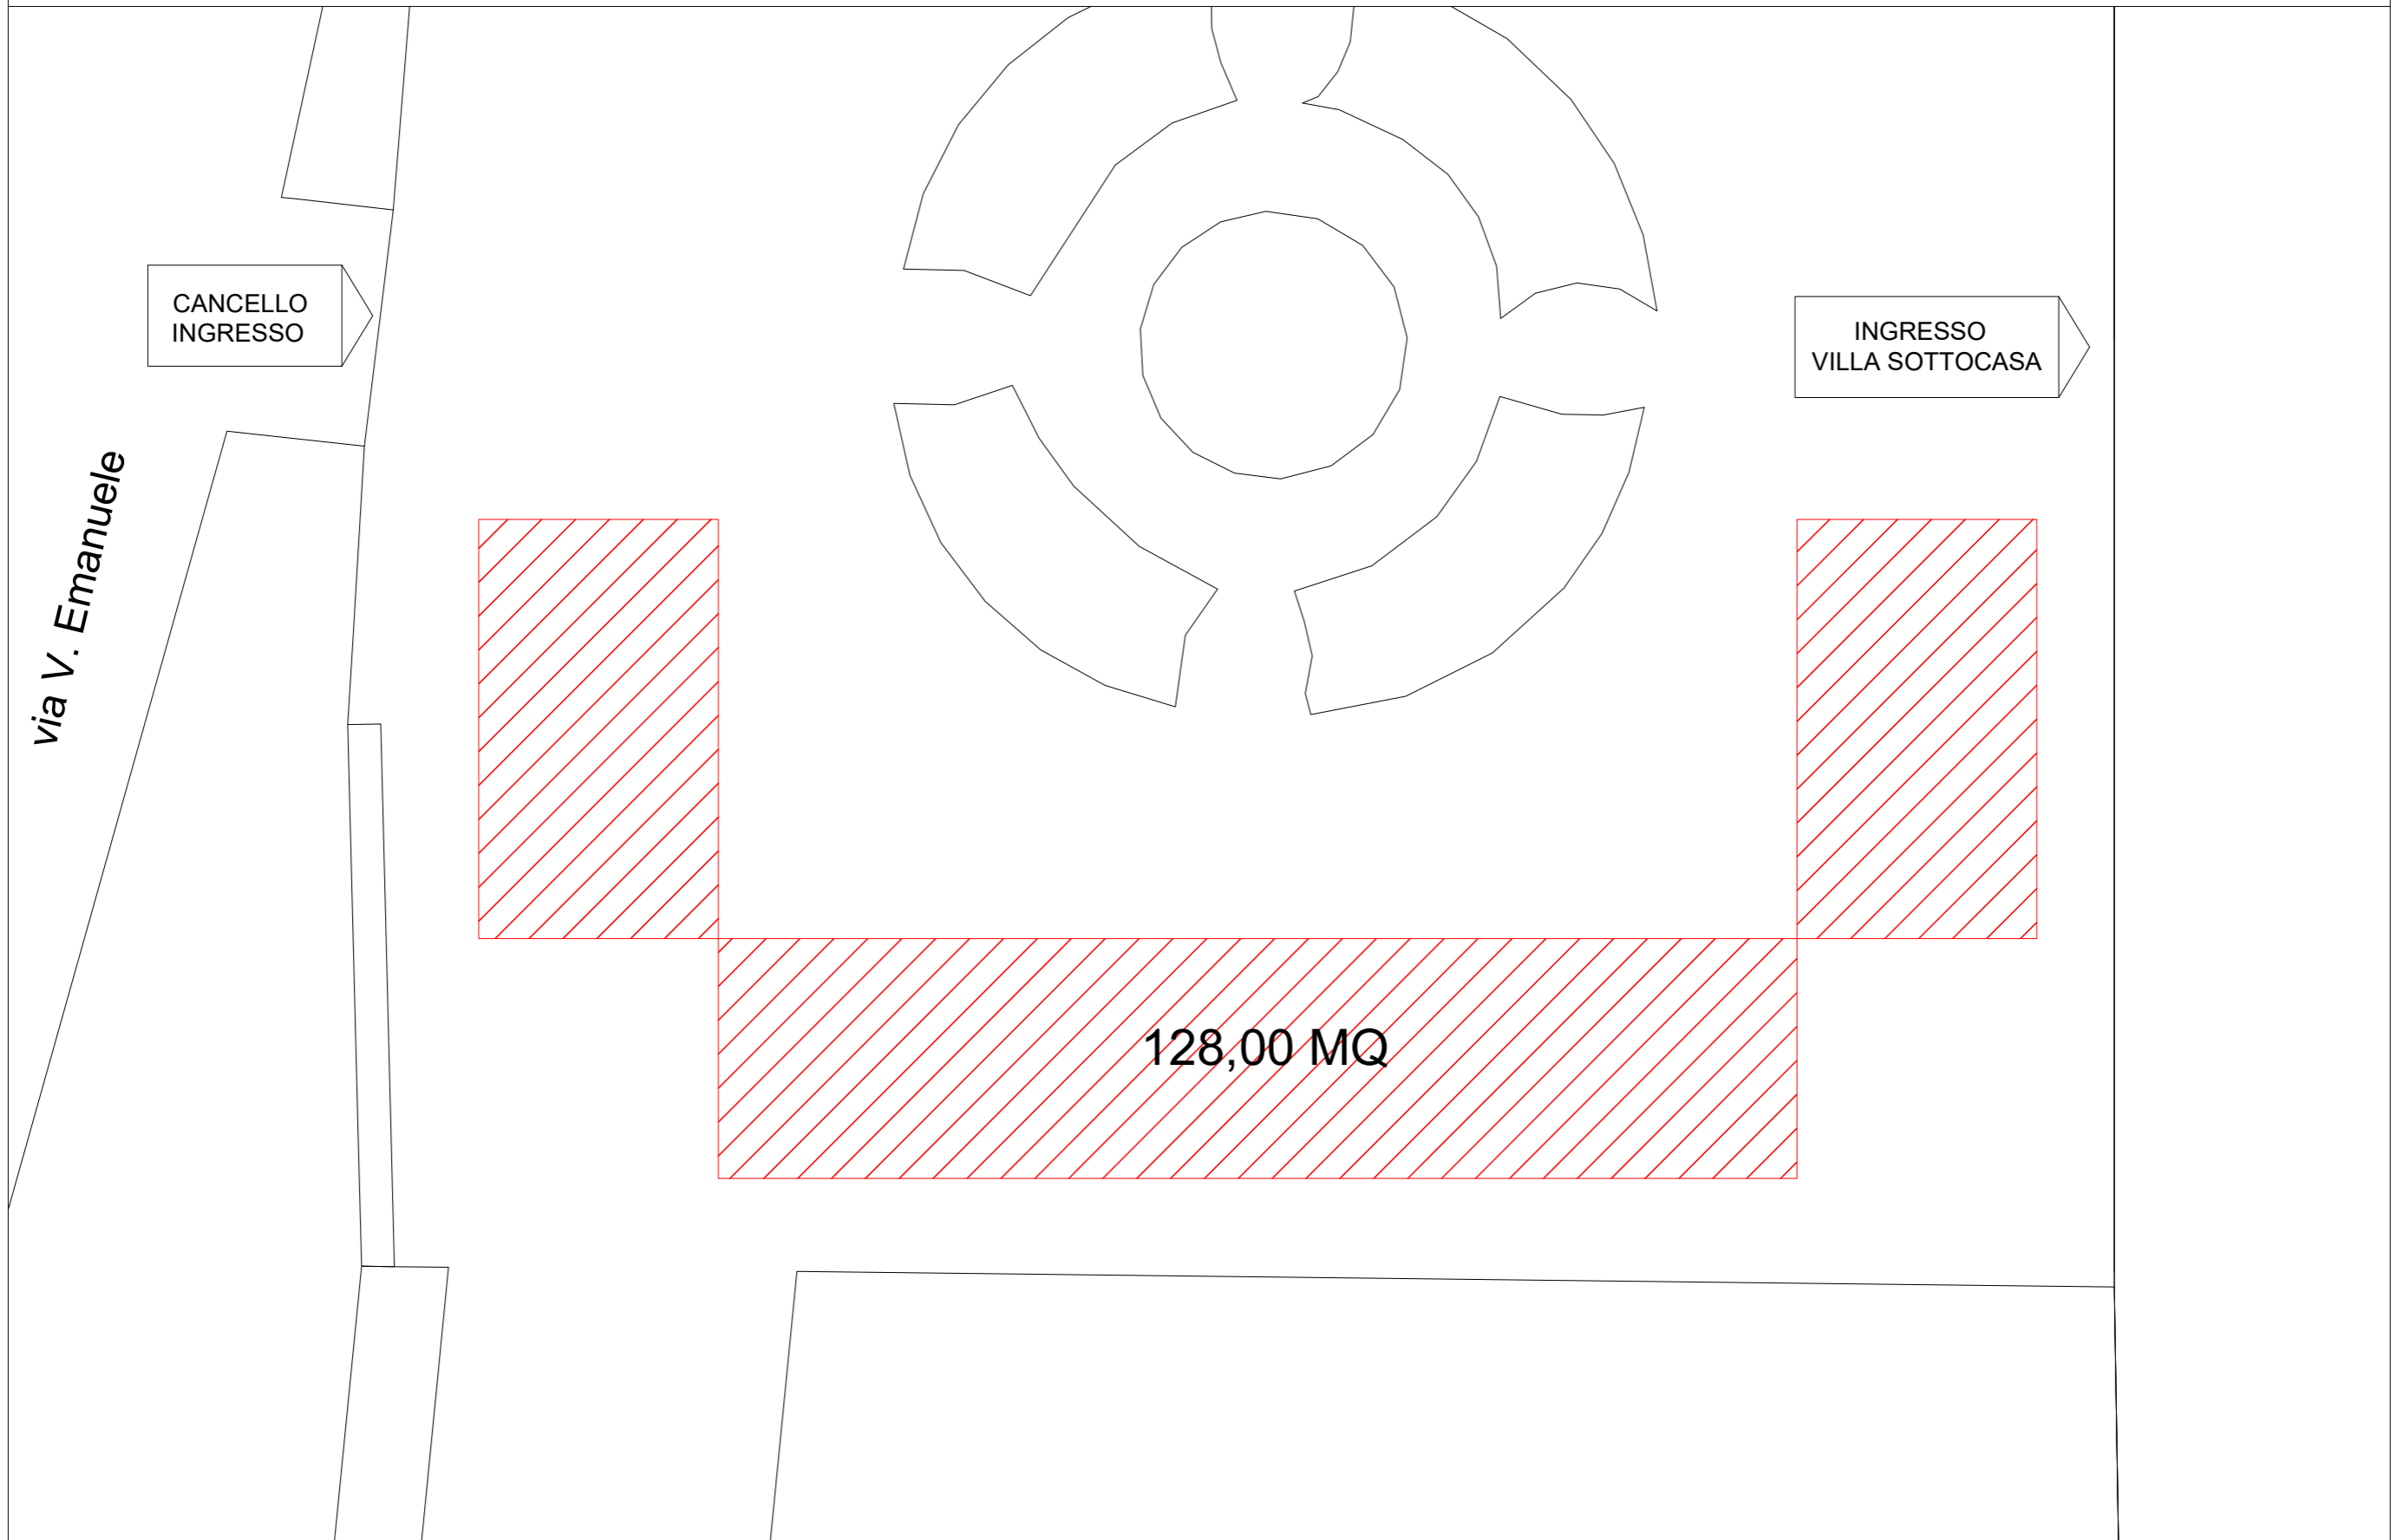 CANCELLO
INGRESSO
INGRESSO
VILLA SOTTOCASA
via V. Emanuele
128,00 MQ